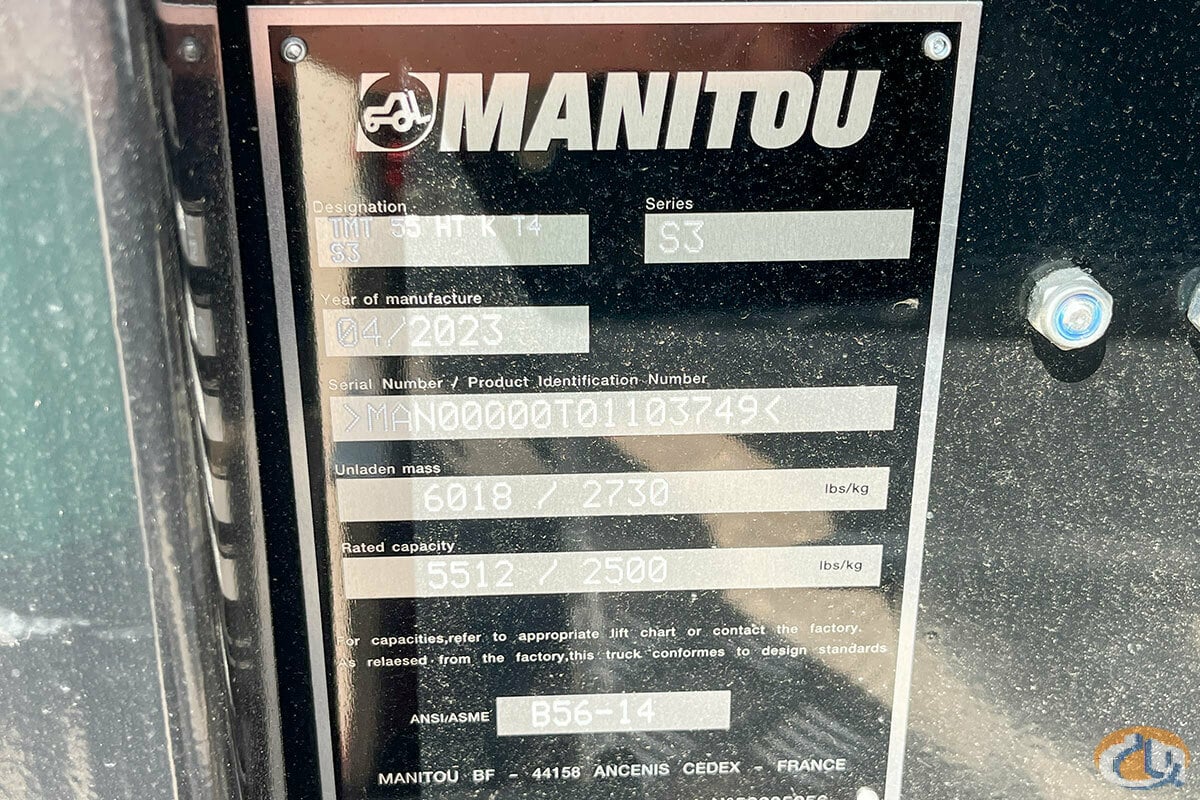 MANITOU
Designation
Series
TMT 55 HT K T4
S3
S3
Year of manufacture
04/2023
Serial Number / Product Identification Number
>MAN00000T01103749<
Unladen mass
6018 / 2730 lbs/kg
Rated capacity
5512 / 2500 lbs/kg
For capacities,refer to appropriate lift chart or contact the factory.
As relaesed from the factory,this truck conformes to design standards
ANSI/ASME B56-14
MANITOU BF - 44158 ANCENIS CEDEX - FRANCE